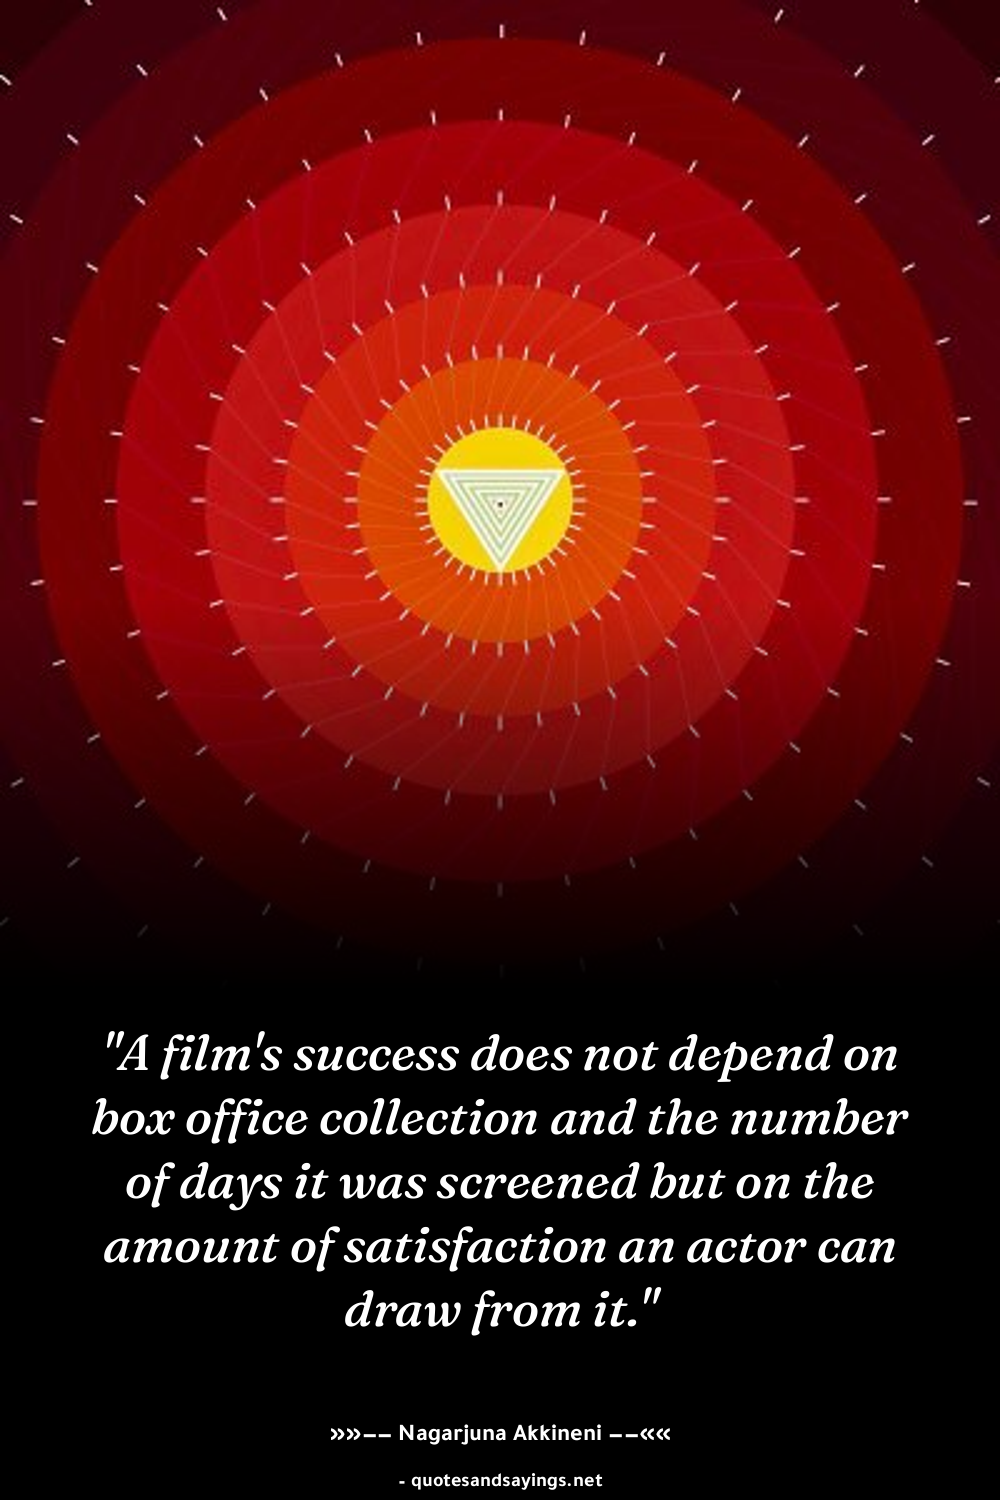 "A film's success does not depend on
box office collection and the number
of days it was screened but on the
amount of satisfaction an actor can
draw from it."
»»–– Nagarjuna Akkineni ––««
- quotesandsayings.net